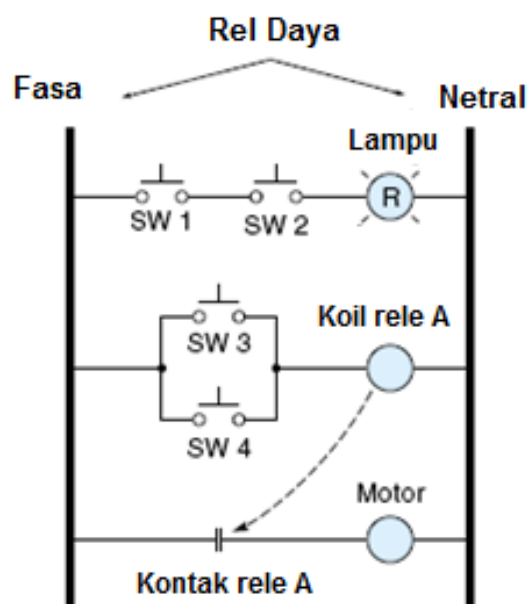 Rel Daya
Fasa
Netral
Lampu
R
SW 1
SW 2
Koil rele A
SW 3
SW 4
Motor
Kontak rele A